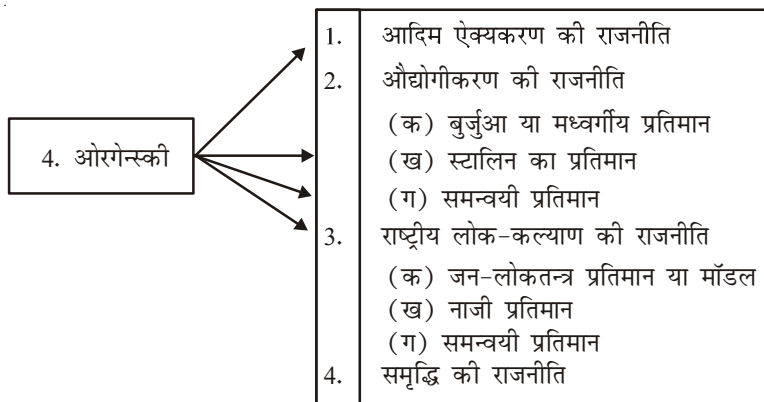 1. आदिम ऐक्यकरण की राजनीति
2. औद्योगीकरण की राजनीति
(क) बुर्जुआ या मध्वर्गीय प्रतिमान
4. ओरगेन्स्की
(ख) स्टालिन का प्रतिमान
(ग) समन्वयी प्रतिमान
3. राष्ट्रीय लोक-कल्याण की राजनीति
(क) जन-लोकतन्त्र प्रतिमान या मॉडल
(ख) नाजी प्रतिमान
(ग) समन्वयी प्रतिमान
4. समृद्धि की राजनीति